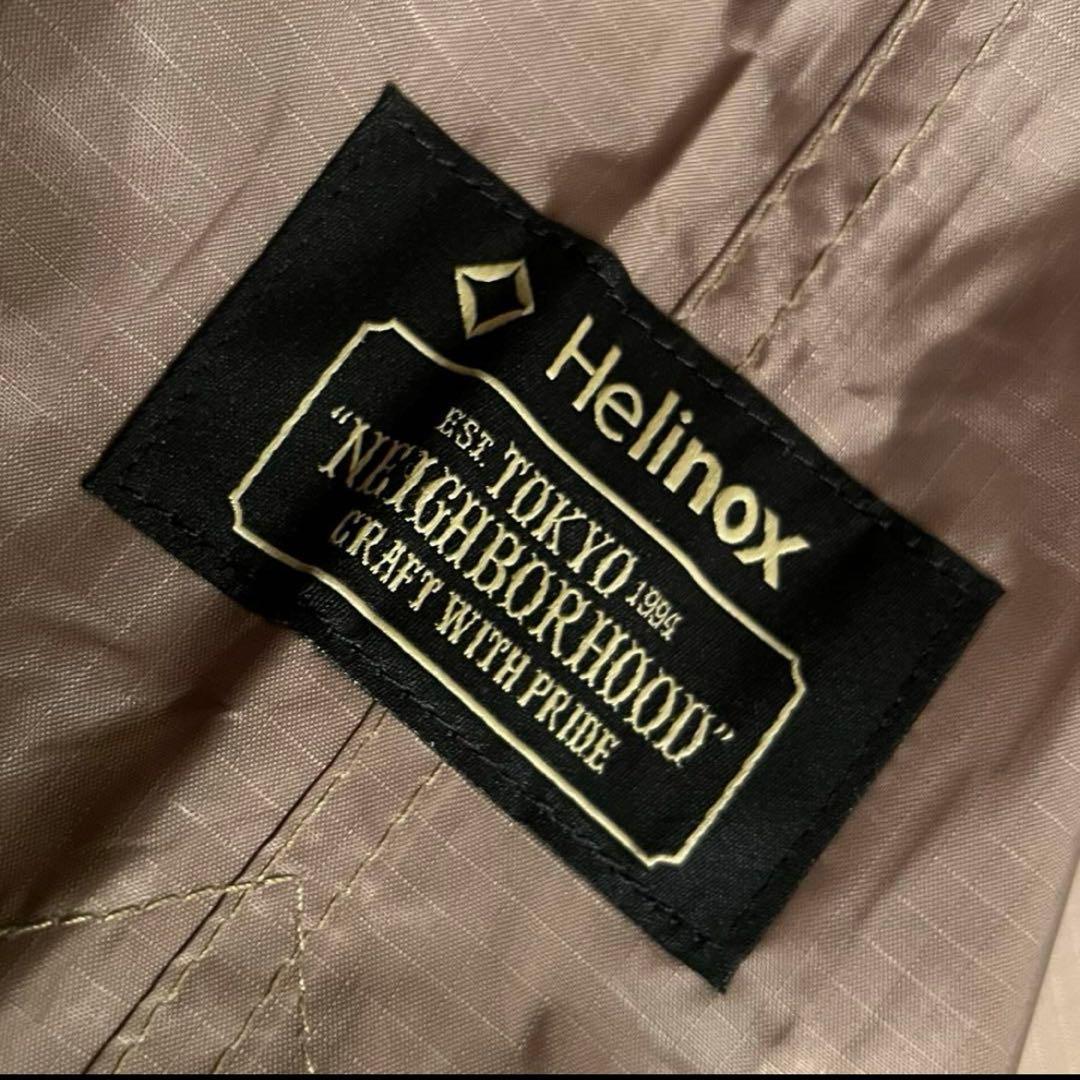 Helinox
EST. TOKYO 1994
“NEIGHBORHOOD”
CRAFT WITH PRIDE